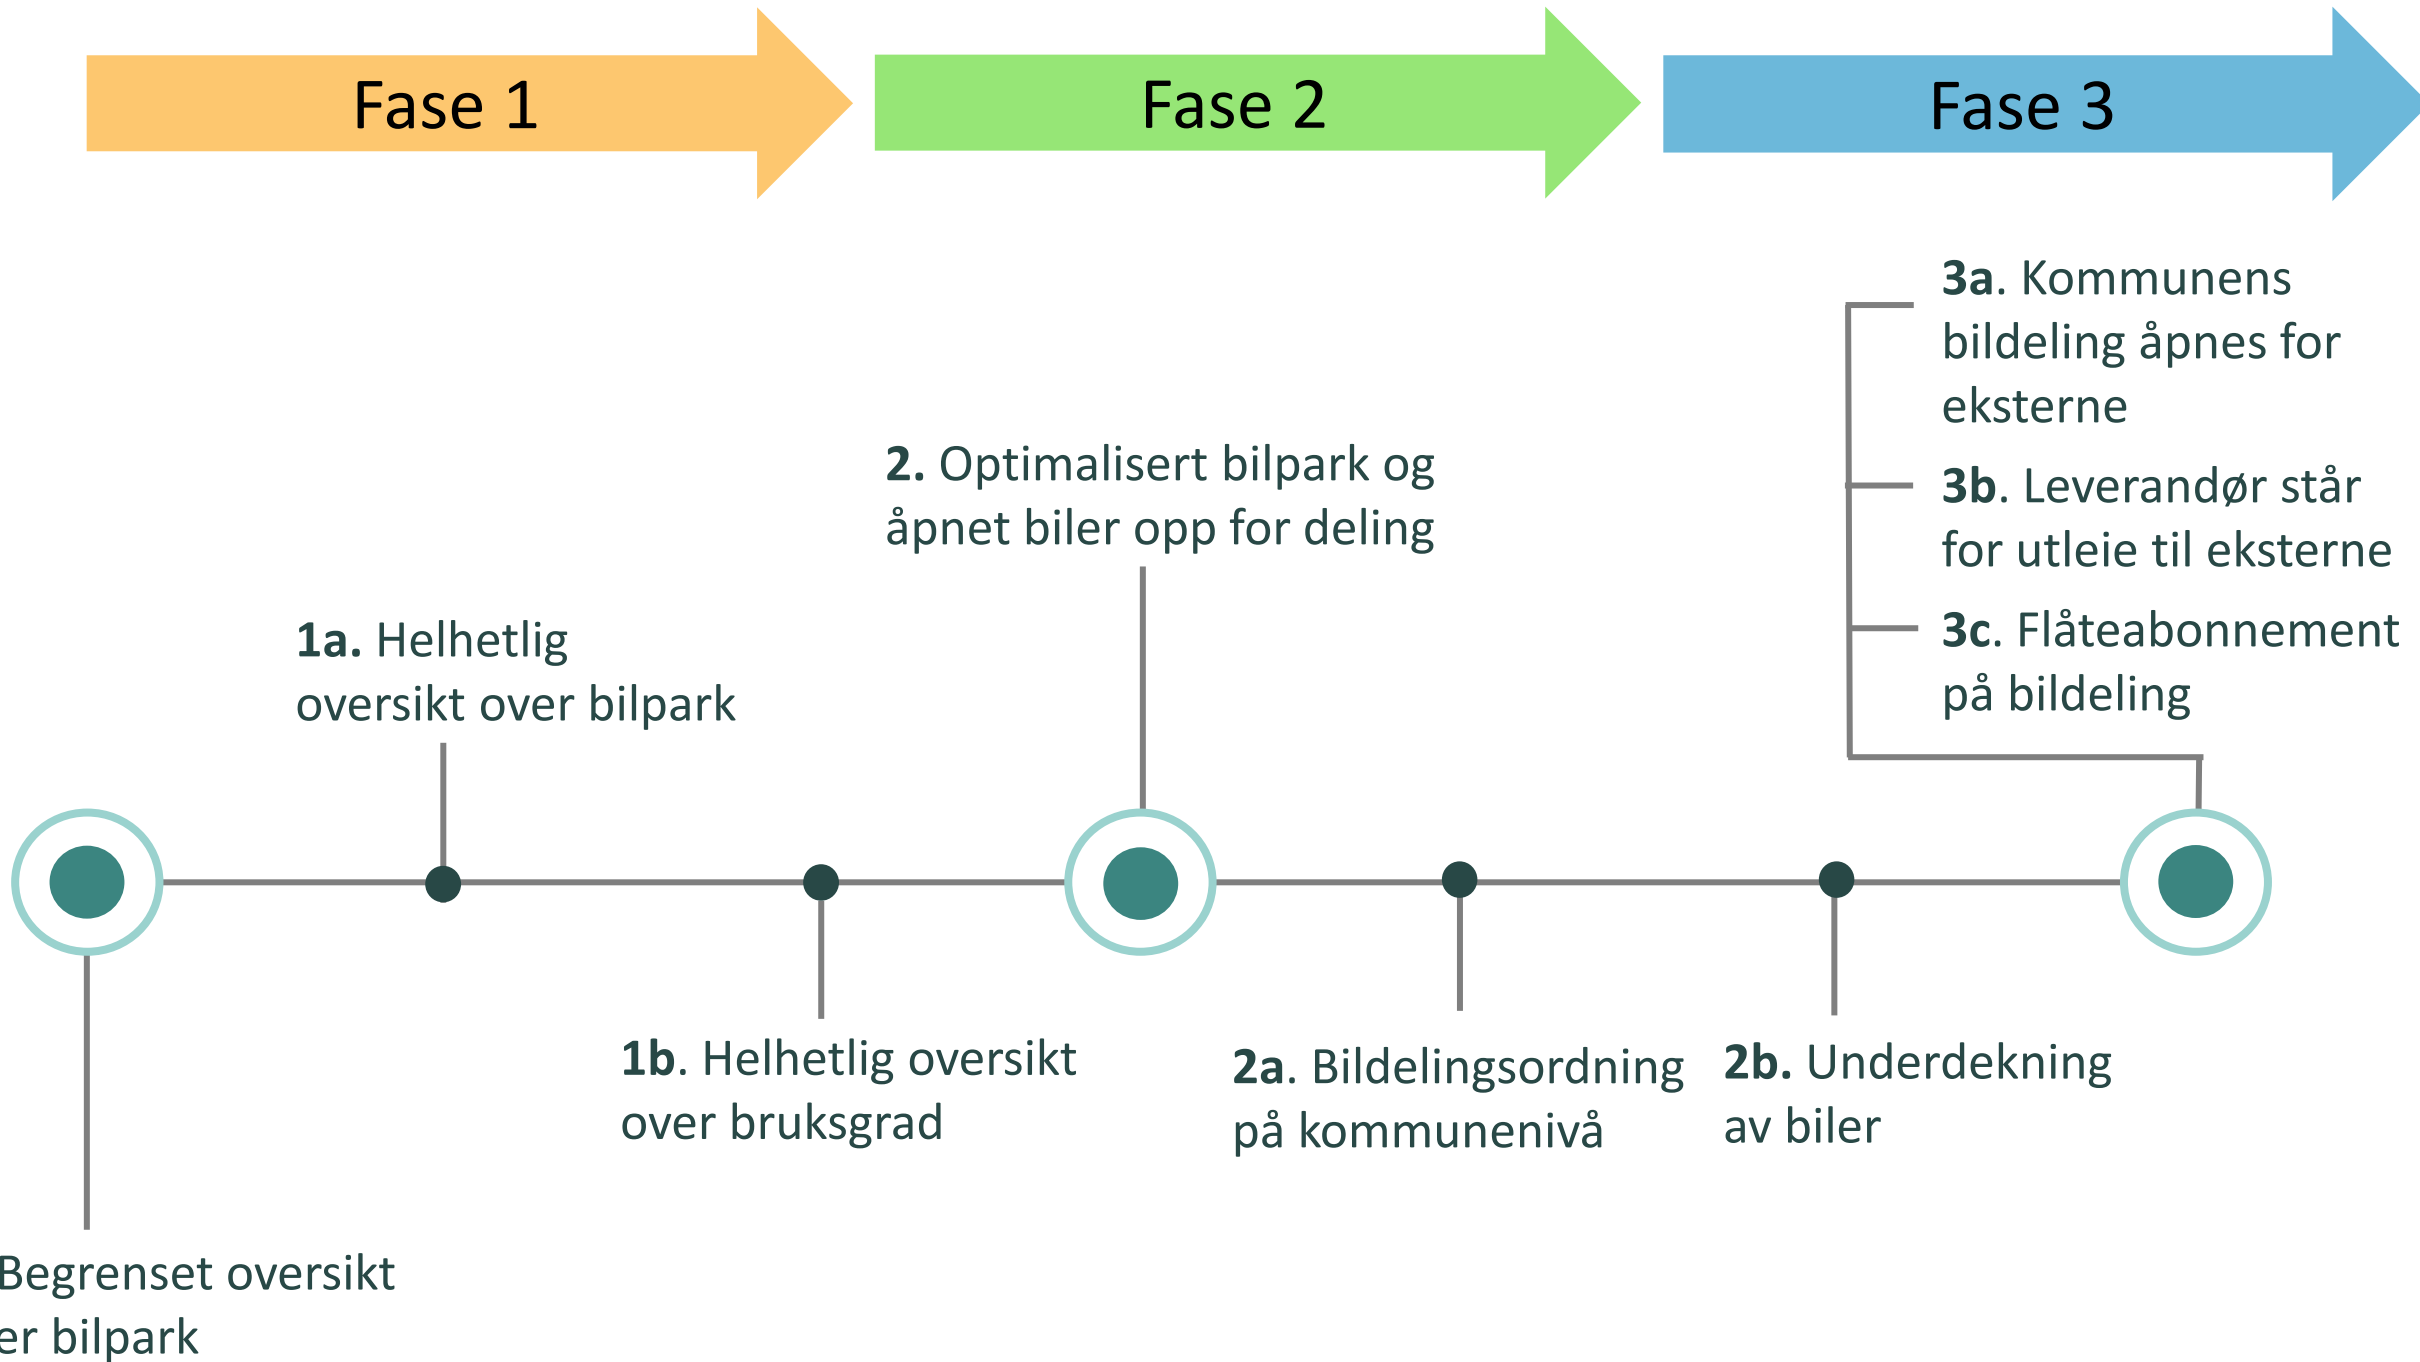 Fase 1
Fase 2
Fase 3
3a. Kommunens
bildeling åpnes for
eksterne
3b. Leverandør står
for utleie til eksterne
3c. Flåteabonnement
på bildeling
2. Optimalisert bilpark og
åpnet biler opp for deling
1a. Helhetlig
oversikt over bilpark
1b. Helhetlig oversikt
over bruksgrad
2a. Bildelingsordning
på kommunenivå
2b. Underdekning
av biler
Begrenset oversikt
er bilpark